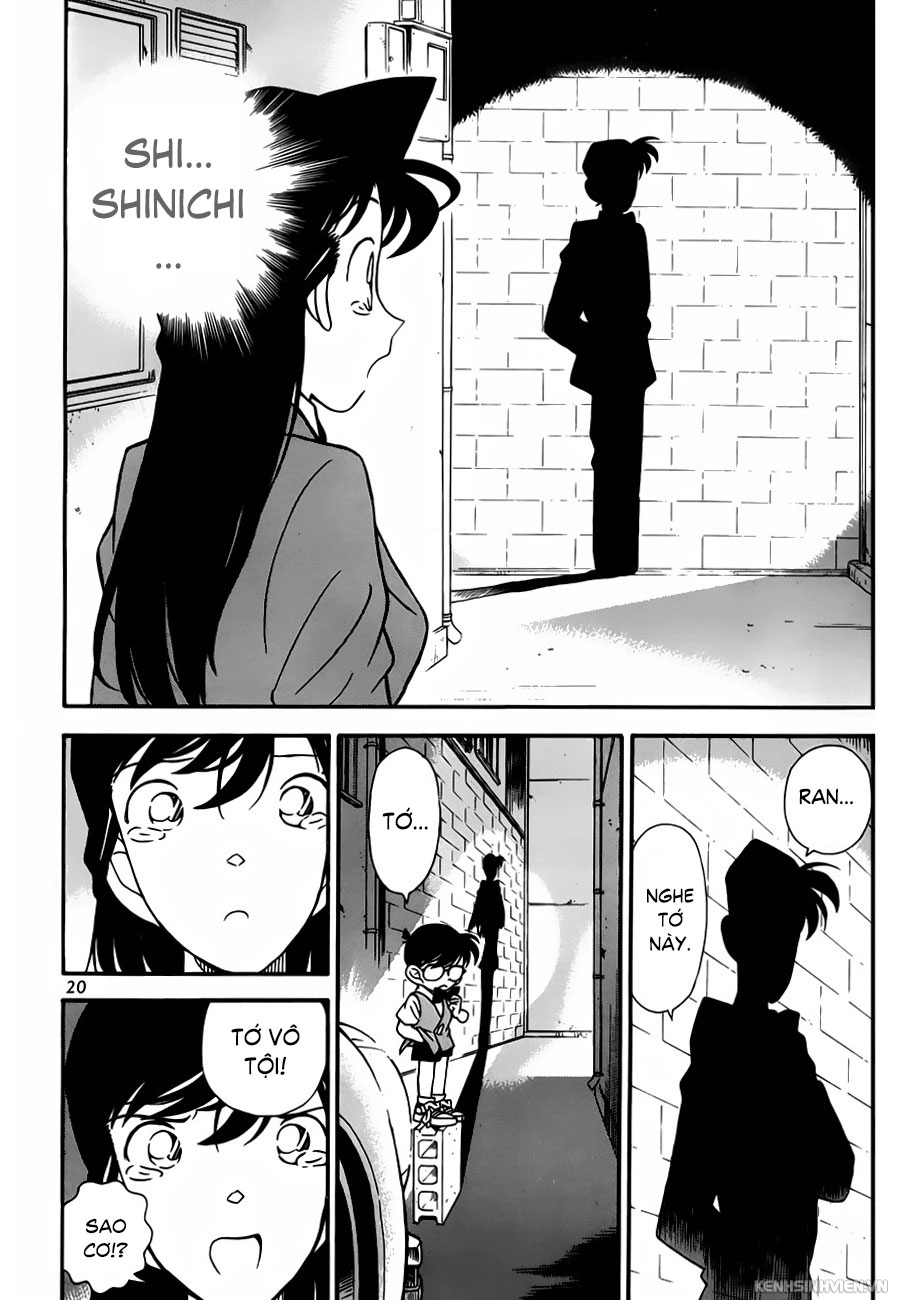 SHI...
SHINICHI
...
RAN...
NGHE
TỚ
NÀY.
TỚ...
20
TỚ VÔ
TỘI!
SAO
CƠ!?
KENHSINHVIEN.VN